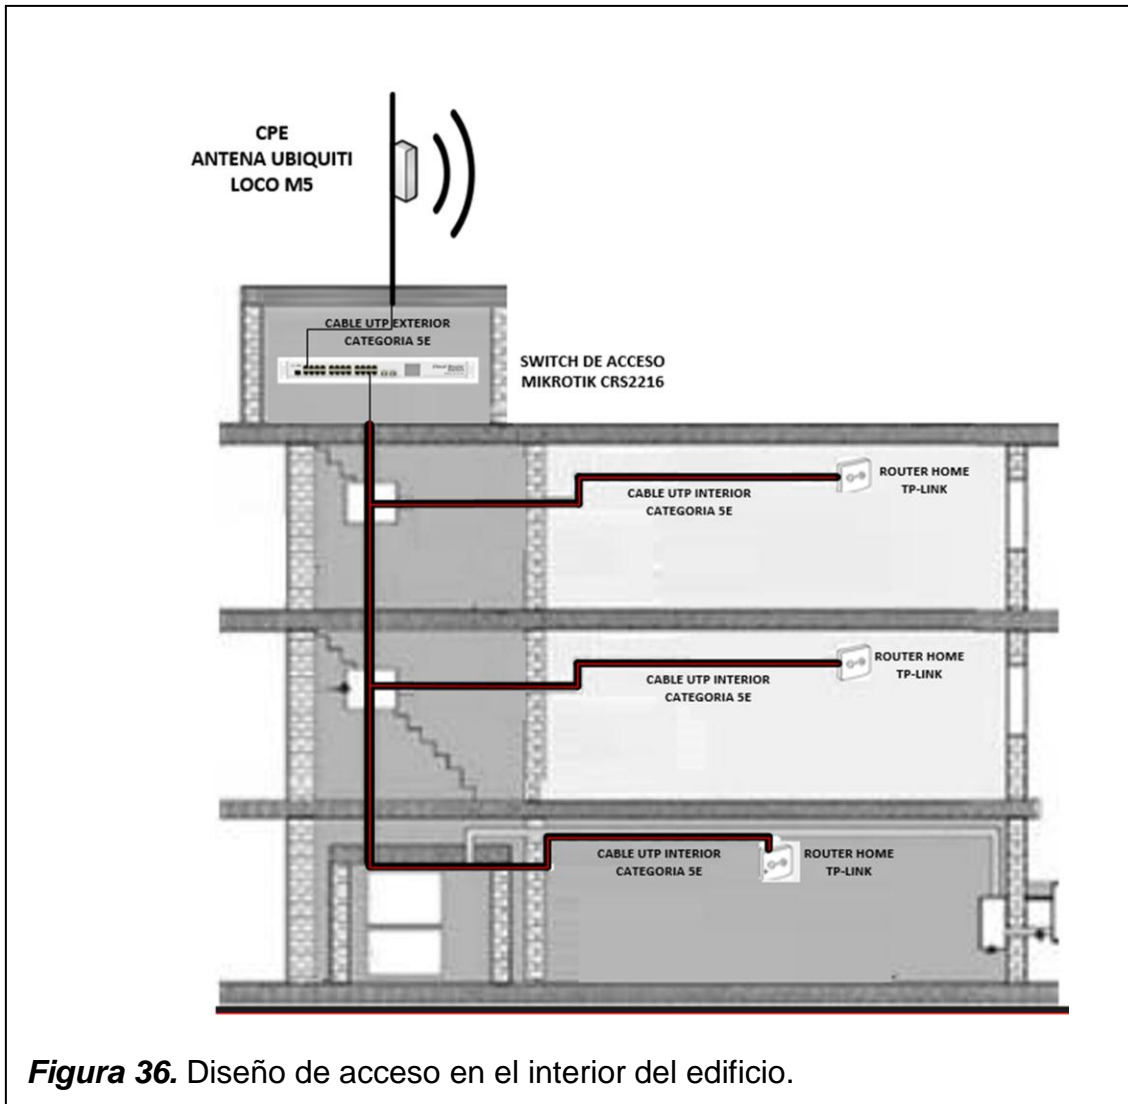 CPE
ANTENA UBIQUITI
LOCO M5
CABLE UTP EXTERIOR
CATEGORIA 5E
SWITCH DE ACCESO
MIKROTIK CRS2216
ROUTER HOME
TP-LINK
CABLE UTP INTERIOR
CATEGORIA 5E
ROUTER HOME
TP-LINK
CABLE UTP INTERIOR
CATEGORIA 5E
CABLE UTP INTERIOR
CATEGORIA 5E
ROUTER HOME
TP-LINK
Figura 36. Diseño de acceso en el interior del edificio.